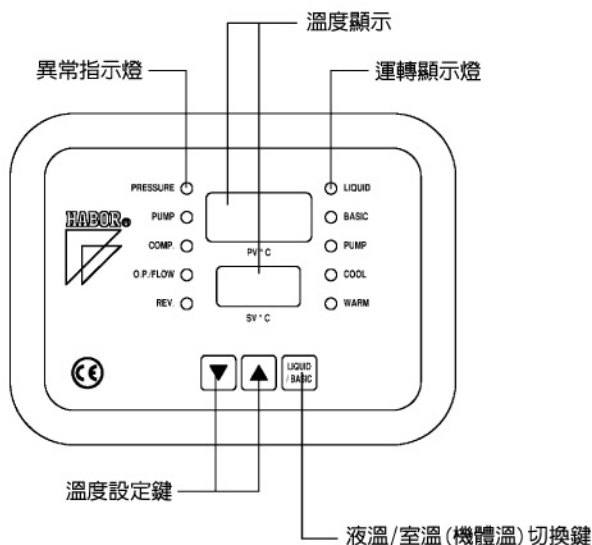 溫度顯示
異常指示燈
運轉顯示燈
PRESSURE
LIQUID
HABOR®
PUMP
BASIC
COMP.
PV°C
PUMP
O.P./FLOW
COOL
REV.
SV°C
WARM
CE
▼ ▲ LIQUID
/ BASIC
溫度設定鍵
液溫/室溫(機體溫)切換鍵